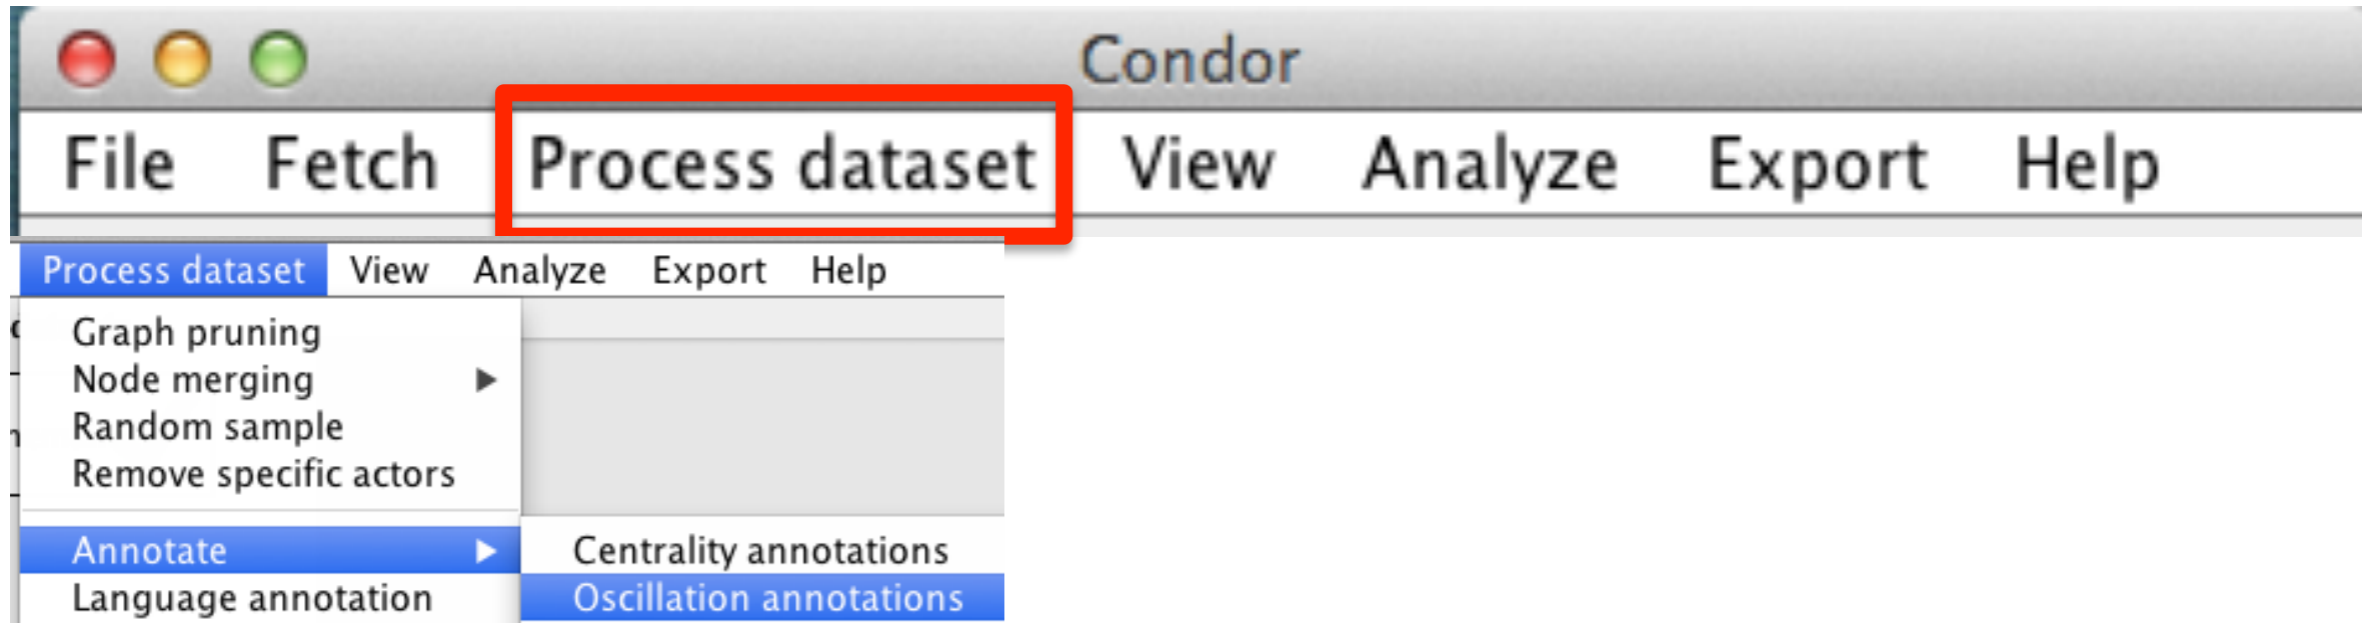 Condor
File Fetch Process dataset View Analyze Export Help
Process dataset View Analyze Export Help
Graph pruning
Node merging
Random sample
Remove specific actors
Annotate
Centrality annotations
Language annotation
Oscillation annotations